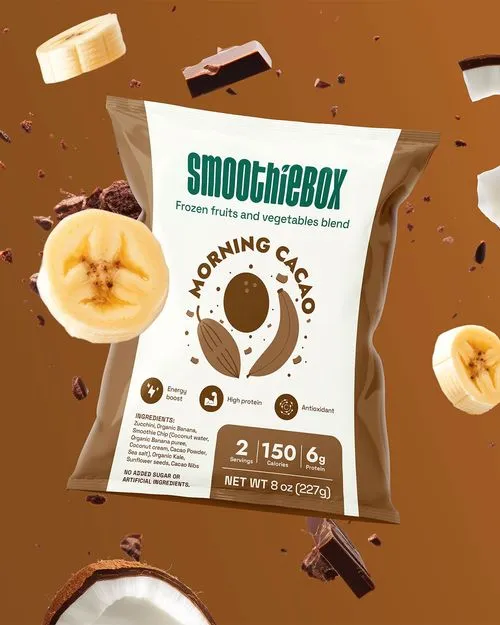 SMOOTHIEBOX
Frozen fruits and vegetables blend
MORNING CACAO
Energy
boost
High protein
Antioxidant
INGREDIENTS:
Zucchini, Organic Banana,
Smoothie Chip (Coconut water,
Organic Banana puree,
Coconut cream, Cacao Powder,
Sea salt), Organic Kale,
Sunflower seeds, Cacao Nibs
NO ADDED SUGAR OR
ARTIFICIAL INGREDIENTS.
2
Servings
150
Calories
6g
Protein
NET WT 8 oz (227g)